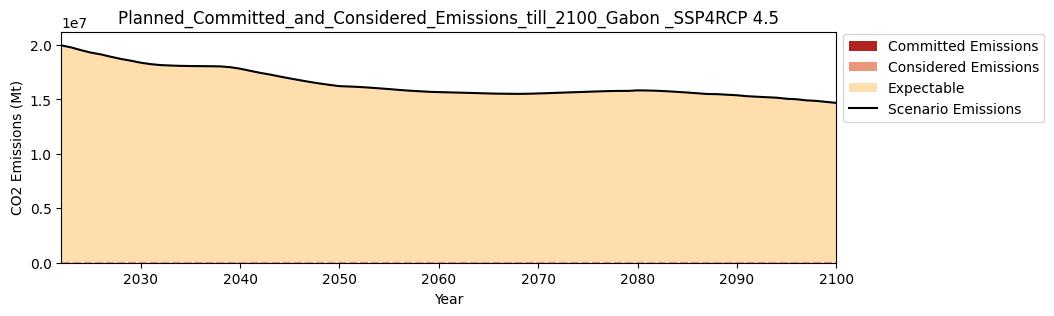 Planned_Committed_and_Considered_Emissions_till_2100_Gabon _SSP4RCP 4.5
1e7
2.0
1.5
1.0
0.5
0.0
CO2 Emissions (Mt)
2030 2040 2050 2060 2070 2080 2090 2100
Year
Committed Emissions
Considered Emissions
Expectable
Scenario Emissions